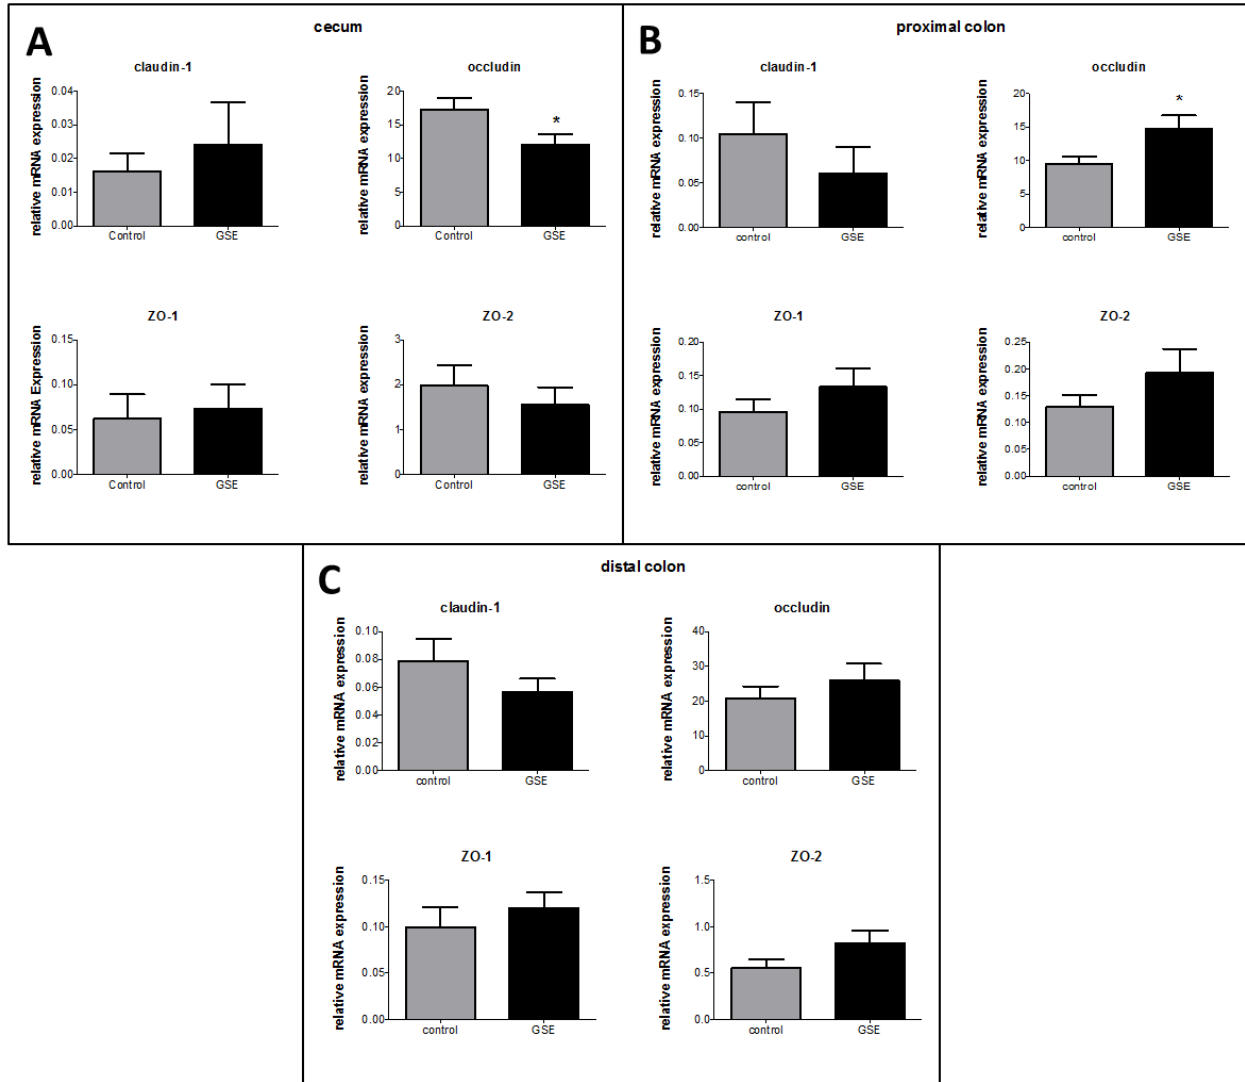 A
cecum
claudin-1
relative mRNA expression
0.04
0.03
0.02
0.01
0.00
Control
GSE
occludin
relative mRNA expression
20
15
10
5
0
*
Control
GSE
ZO-1
relative mRNA Expression
0.15
0.10
0.05
0.00
Control
GSE
ZO-2
relative mRNA expression
3
2
1
0
Control
GSE
B
proximal colon
claudin-1
relative mRNA expression
0.15
0.10
0.05
0.00
control
GSE
occludin
relative mRNA expression
20
15
10
5
0
*
control
GSE
ZO-1
relative mRNA expression
0.20
0.15
0.10
0.05
0.00
control
GSE
ZO-2
relative mRNA expression
0.25
0.20
0.15
0.10
0.05
0.00
control
GSE
C
distal colon
claudin-1
relative mRNA expression
0.10
0.08
0.06
0.04
0.02
0.00
control
GSE
occludin
relative mRNA expression
40
30
20
10
0
control
GSE
ZO-1
relative mRNA expression
0.15
0.10
0.05
0.00
control
GSE
ZO-2
relative mRNA expression
1.5
1.0
0.5
0.0
control
GSE